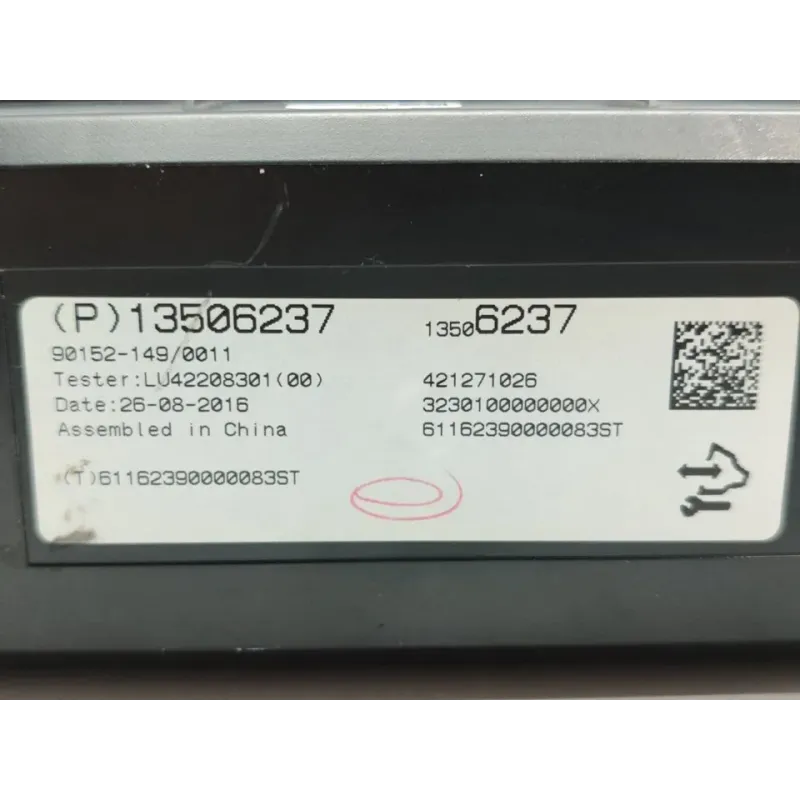 (P)13506237
13506237
90152-149/0011
Tester:LU42208301(00)
421271026
Date:26-08-2016
3230100000000X
Assembled in China
61162390000083ST
(T)61162390000083ST